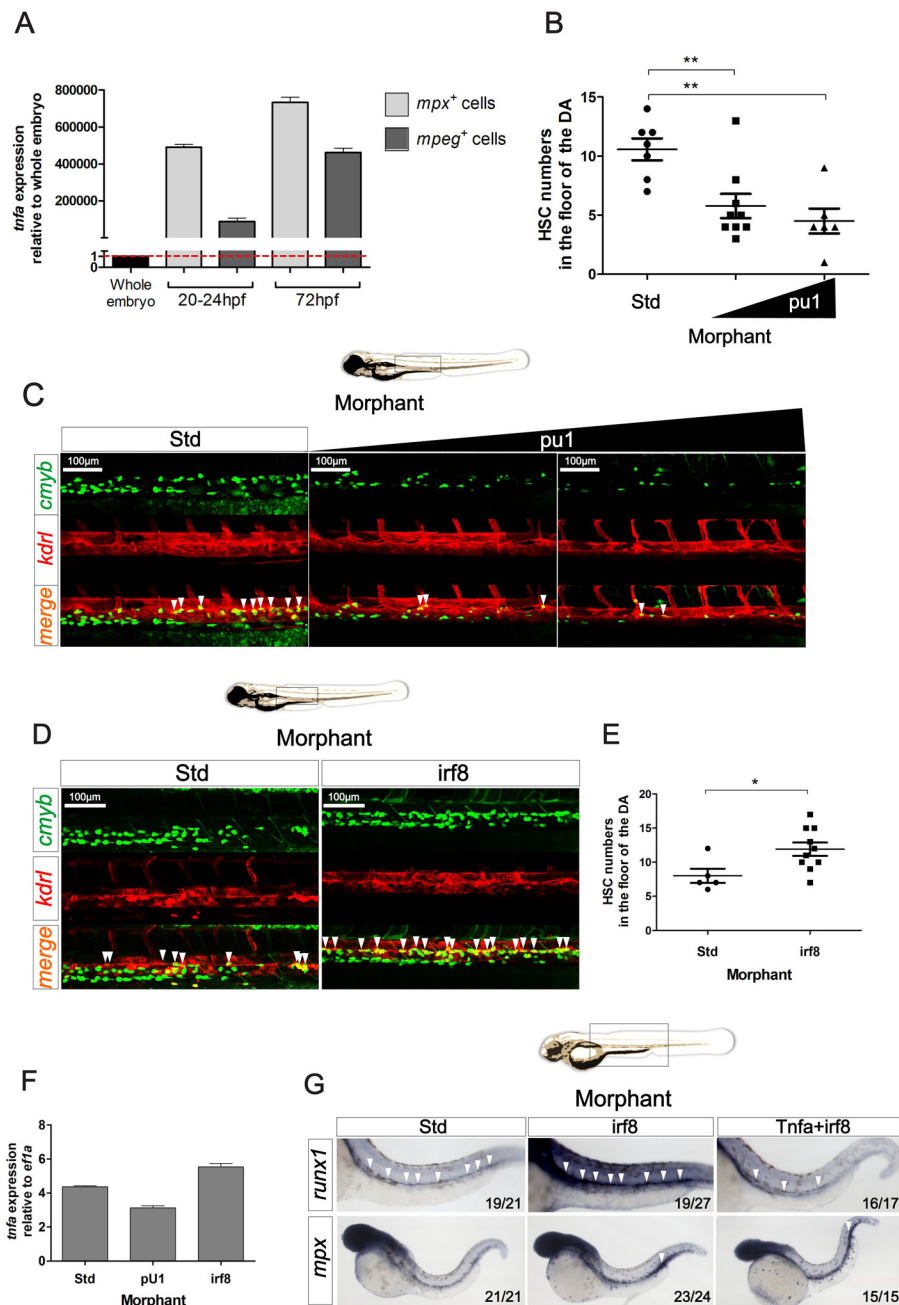 A
tnfa expression
relative to whole embryo
800000
600000
400000
200000
1
0
mpx+ cells
mpeg+ cells
Whole
embryo
20-24hpf
72hpf
B
HSC numbers
in the floor of the DA
20
15
10
5
0
**
**
Std
pu1
Morphant
C
Morphant
Std
pu1
100µm
100µm
100µm
cmyb
kdrl
merge
D
Morphant
Std
irf8
100µm
100µm
cmyb
kdrl
merge
E
HSC numbers
in the floor of the DA
20
15
10
5
0
*
Std
irf8
Morphant
F
tnfa expression
relative to ef1a
8
6
4
2
0
Std
pU1
irf8
Morphant
G
Morphant
Std
irf8
Tnfa+irf8
runx1
19/21
19/27
16/17
mpx
21/21
23/24
15/15